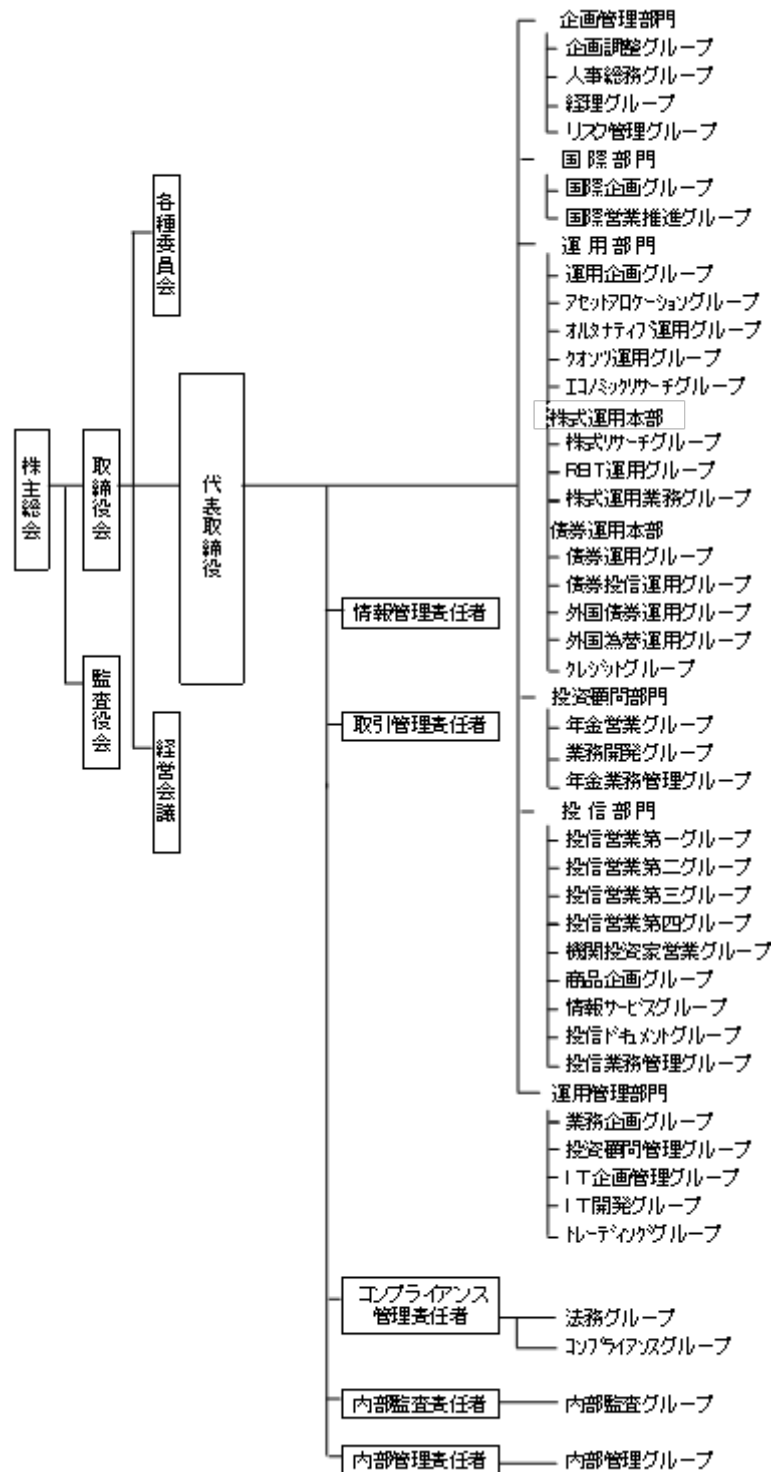 株主総会
取締役会
監査役会
各種委員会
経営会議
代表取締役
情報管理責任者
取引管理責任者
コンプライアンス
管理責任者
内部監査責任者
内部管理責任者
企画管理部門
企画調整グループ
人事総務グループ
経理グループ
リスク管理グループ
国際部門
国際企画グループ
国際営業推進グループ
運用部門
運用企画グループ
アセットアロケーショングループ
オルタナティブ運用グループ
クオンツ運用グループ
エコノミックリサーチグループ
株式運用本部
株式リサーチグループ
REIT運用グループ
株式運用業務グループ
債券運用本部
債券運用グループ
債券投信運用グループ
外国債券運用グループ
外国為替運用グループ
クレジットグループ
投資顧問部門
年金営業グループ
業務開発グループ
年金業務管理グループ
投信部門
投信営業第一グループ
投信営業第二グループ
投信営業第三グループ
投信営業第四グループ
機関投資家営業グループ
商品企画グループ
情報サービスグループ
投信ドキュメントグループ
投信業務管理グループ
運用管理部門
業務企画グループ
投資顧問管理グループ
IT企画管理グループ
IT開発グループ
トレーディンググループ
法務グループ
コンプライアンスグループ
内部監査グループ
内部管理グループ